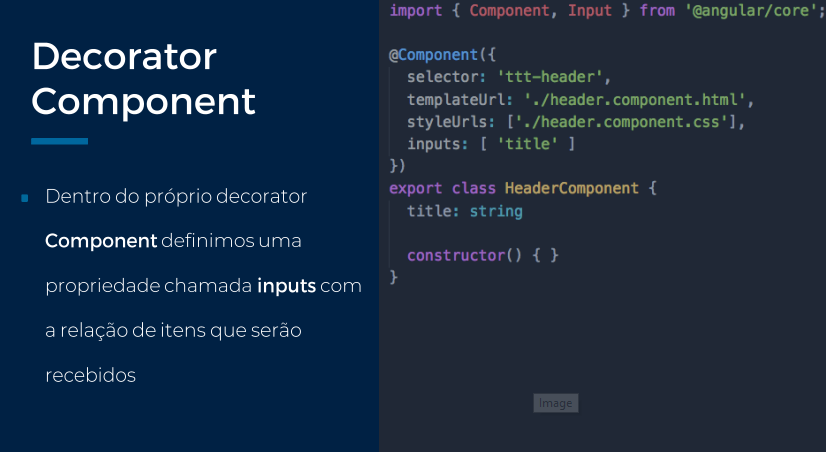 Decorator
Component
Dentro do próprio decorator
Component definimos uma
propriedade chamada inputs com
a relação de itens que serão
recebidos
import { Component, Input } from '@angular/core';
@Component({
  selector: 'ttt-header',
  templateUrl: './header.component.html',
  styleUrls: ['./header.component.css'],
  inputs: [ 'title' ]
})
export class HeaderComponent {
  title: string
  constructor() { }
}
Image